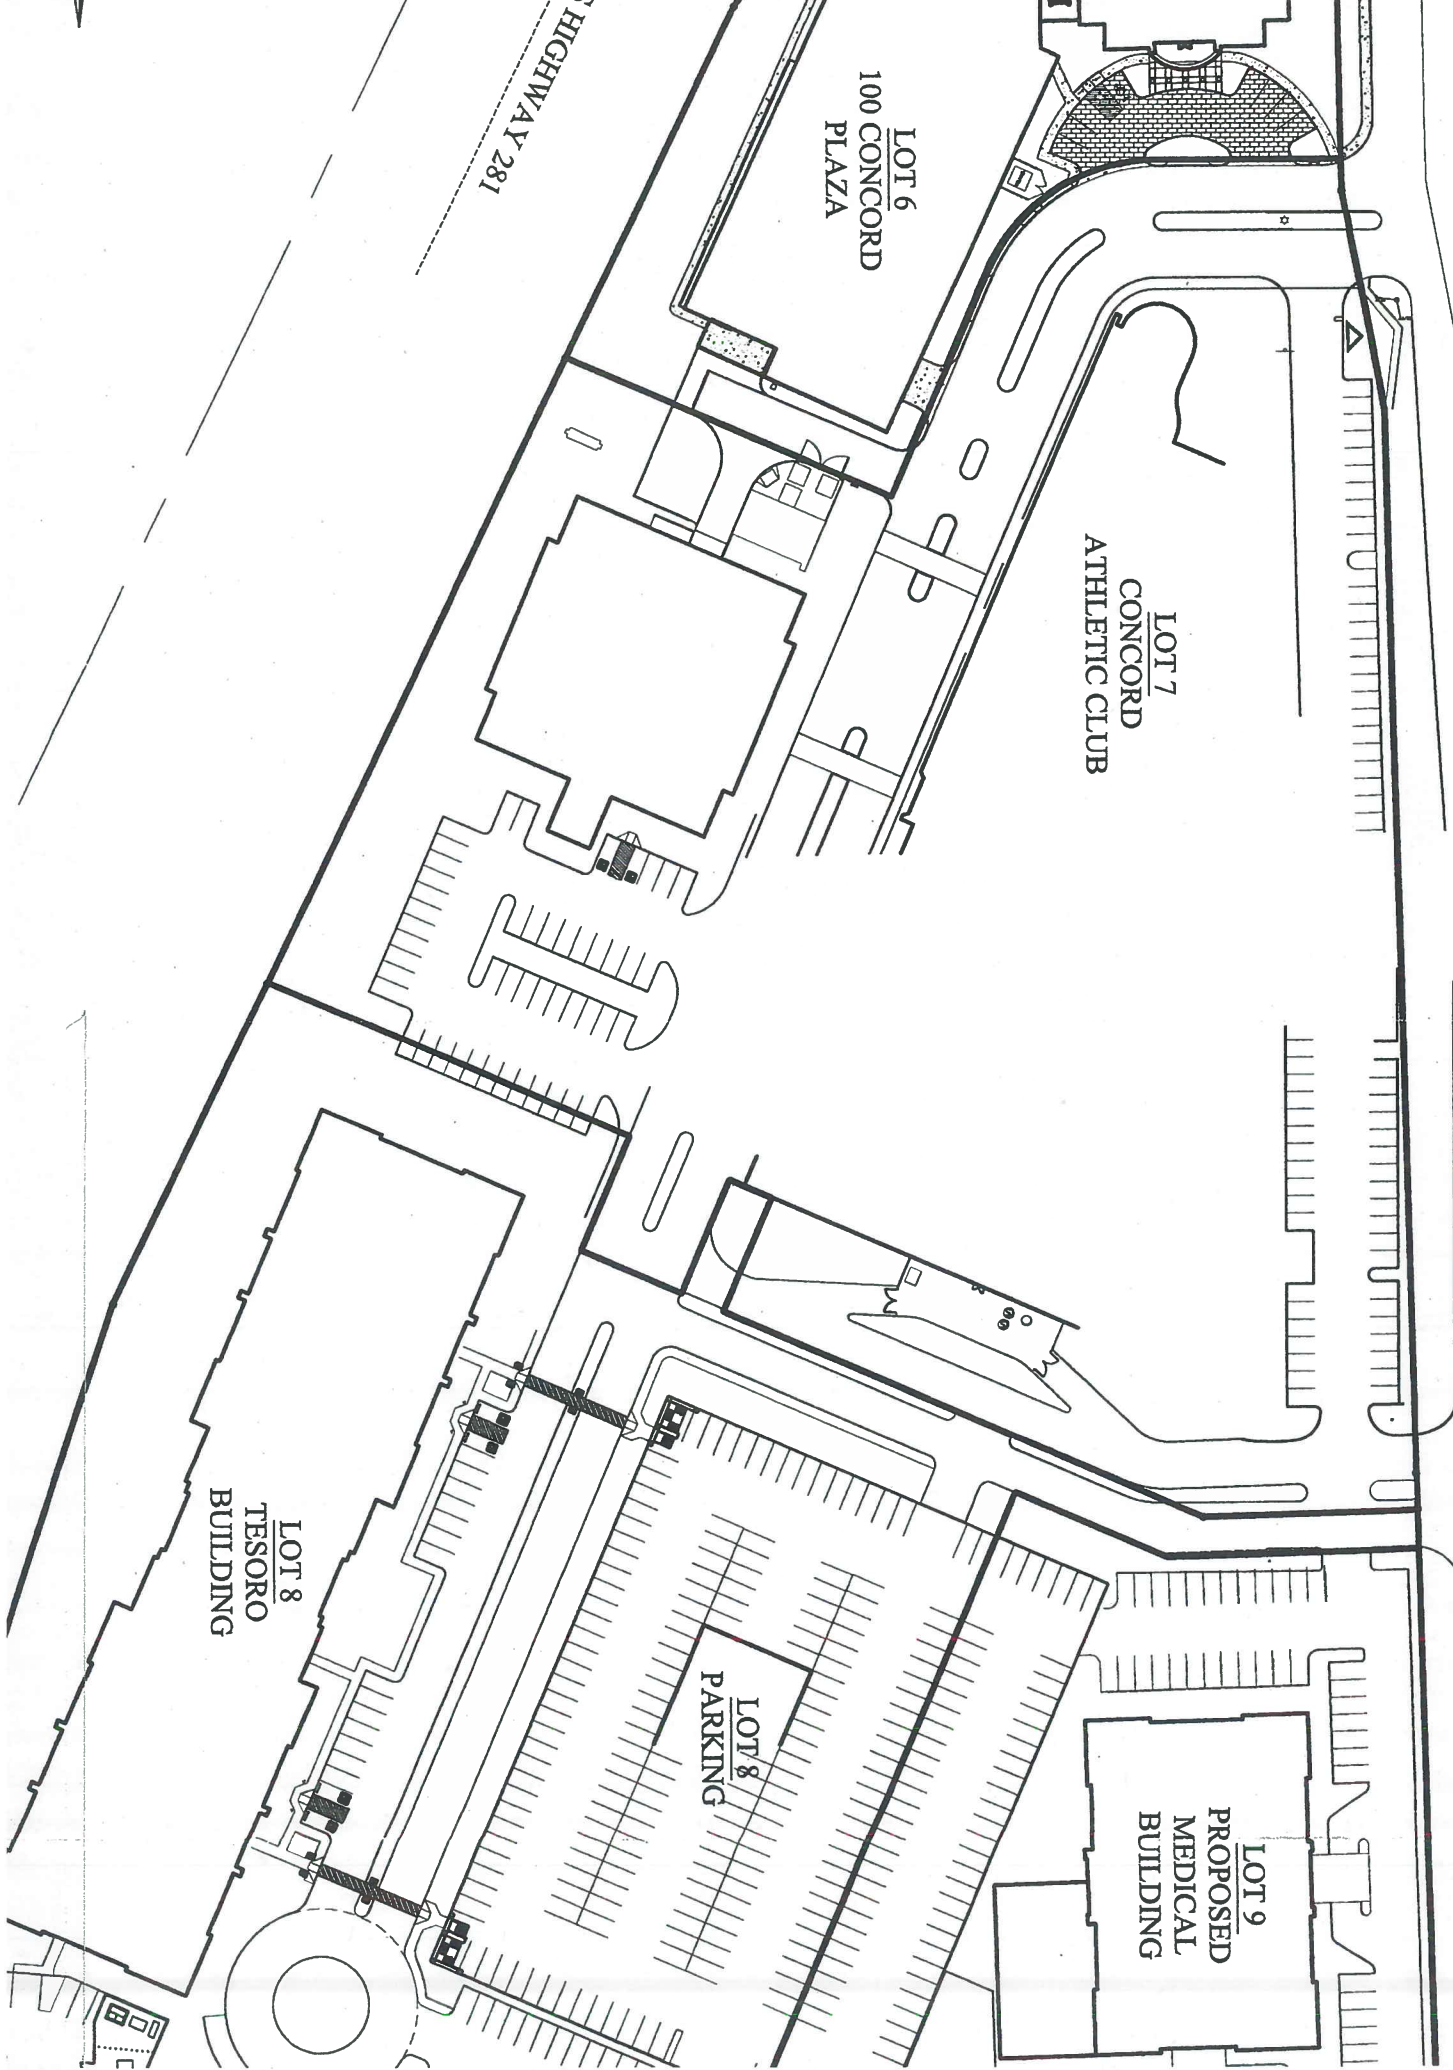 HIGHWAY 281
LOT 6
100 CONCORD
PLAZA
LOT 7
CONCORD
ATHLETIC CLUB
LOT 8
TESORO
BUILDING
LOT 8
PARKING
LOT 9
PROPOSED
MEDICAL
BUILDING